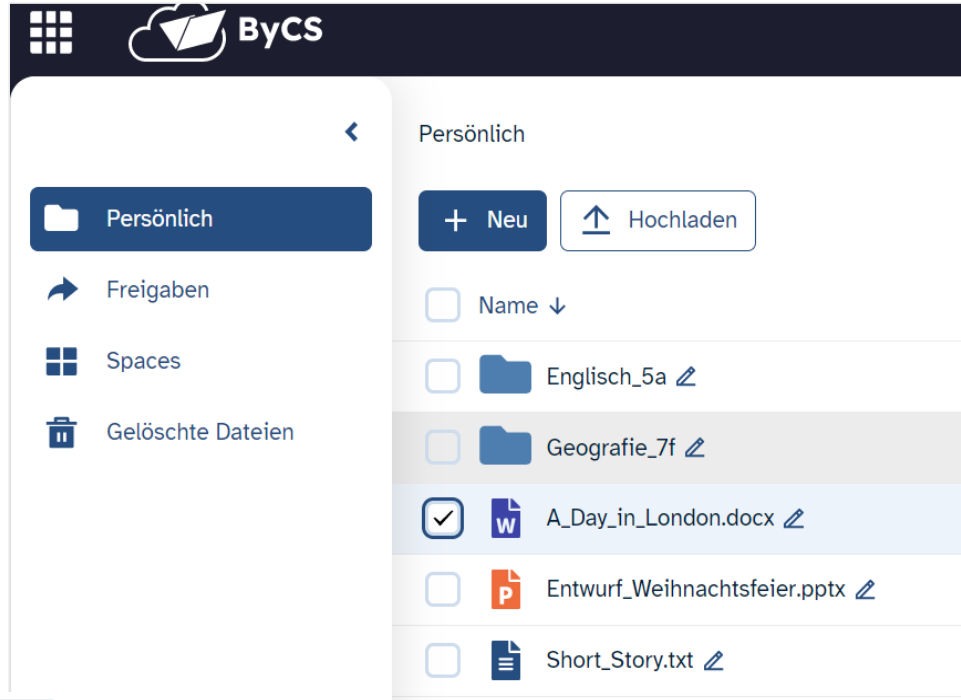 ByCS
Persönlich
Freigaben
Spaces
Gelöschte Dateien
Persönlich
+ Neu
Hochladen
Name ↓
Englisch_5a
Geografie_7f
W A_Day_in_London.docx
P Entwurf_Weihnachtsfeier.pptx
Short_Story.txt